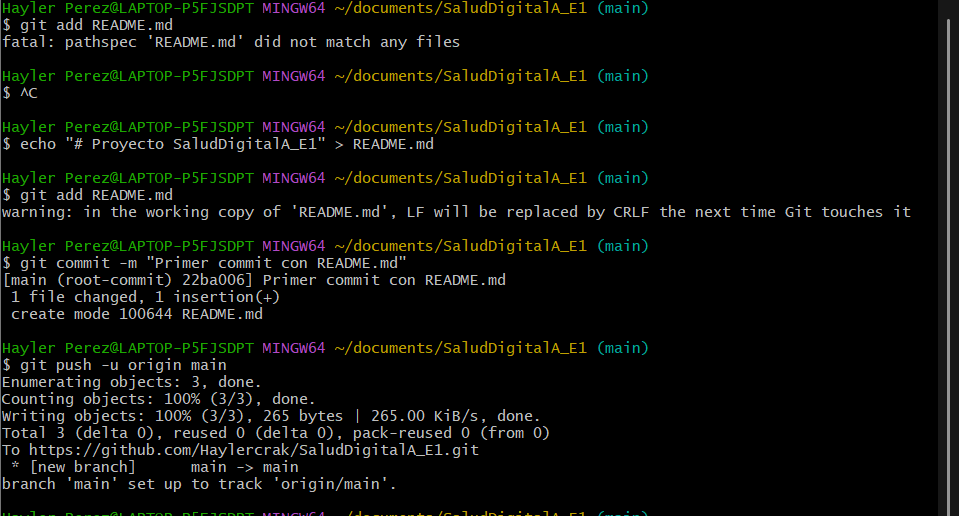 Hayler Perez@LAPTOP-P5FJSDPT MINGW64 ~/documents/SaludDigitalA_E1 (main)
$ git add README.md
fatal: pathspec 'README.md' did not match any files
Hayler Perez@LAPTOP-P5FJSDPT MINGW64 ~/documents/SaludDigitalA_E1 (main)
$ ^C
Hayler Perez@LAPTOP-P5FJSDPT MINGW64 ~/documents/SaludDigitalA_E1 (main)
$ echo "# Proyecto SaludDigitalA_E1" > README.md
Hayler Perez@LAPTOP-P5FJSDPT MINGW64 ~/documents/SaludDigitalA_E1 (main)
$ git add README.md
warning: in the working copy of 'README.md', LF will be replaced by CRLF the next time Git touches it
Hayler Perez@LAPTOP-P5FJSDPT MINGW64 ~/documents/SaludDigitalA_E1 (main)
$ git commit -m "Primer commit con README.md"
[main (root-commit) 22ba006] Primer commit con README.md
 1 file changed, 1 insertion(+)
 create mode 100644 README.md
Hayler Perez@LAPTOP-P5FJSDPT MINGW64 ~/documents/SaludDigitalA_E1 (main)
$ git push -u origin main
Enumerating objects: 3, done.
Counting objects: 100% (3/3), done.
Writing objects: 100% (3/3), 265 bytes | 265.00 KiB/s, done.
Total 3 (delta 0), reused 0 (delta 0), pack-reused 0 (from 0)
To https://github.com/Haylercrak/SaludDigitalA_E1.git
 * [new branch]      main -> main
branch 'main' set up to track 'origin/main'.
Hayler Perez@LAPTOP-P5FJSDPT MINGW64 ~/documents/SaludDigitalA_E1 (main)